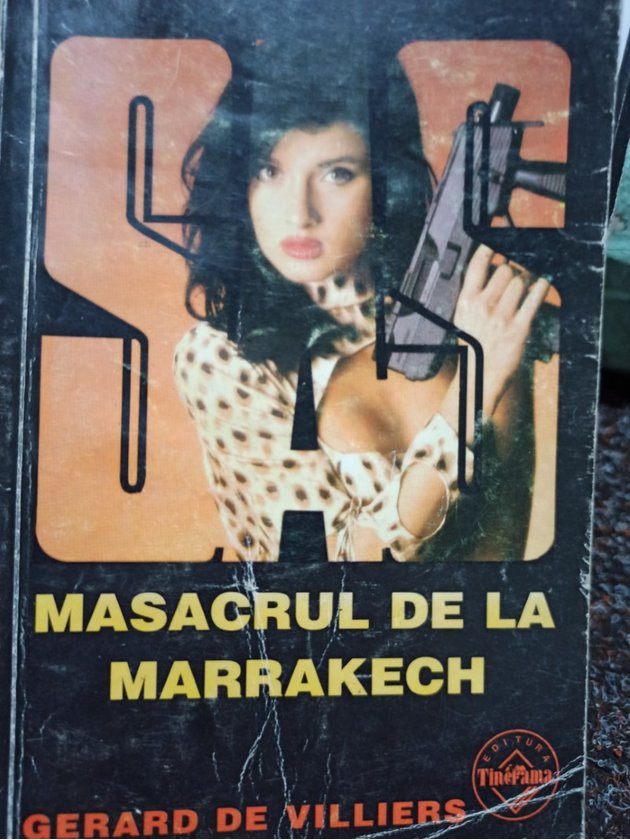 SAS
MASACRUL DE LA
MARRAKECH
EDITURA
Tinerama
GERARD DE VILLIERS